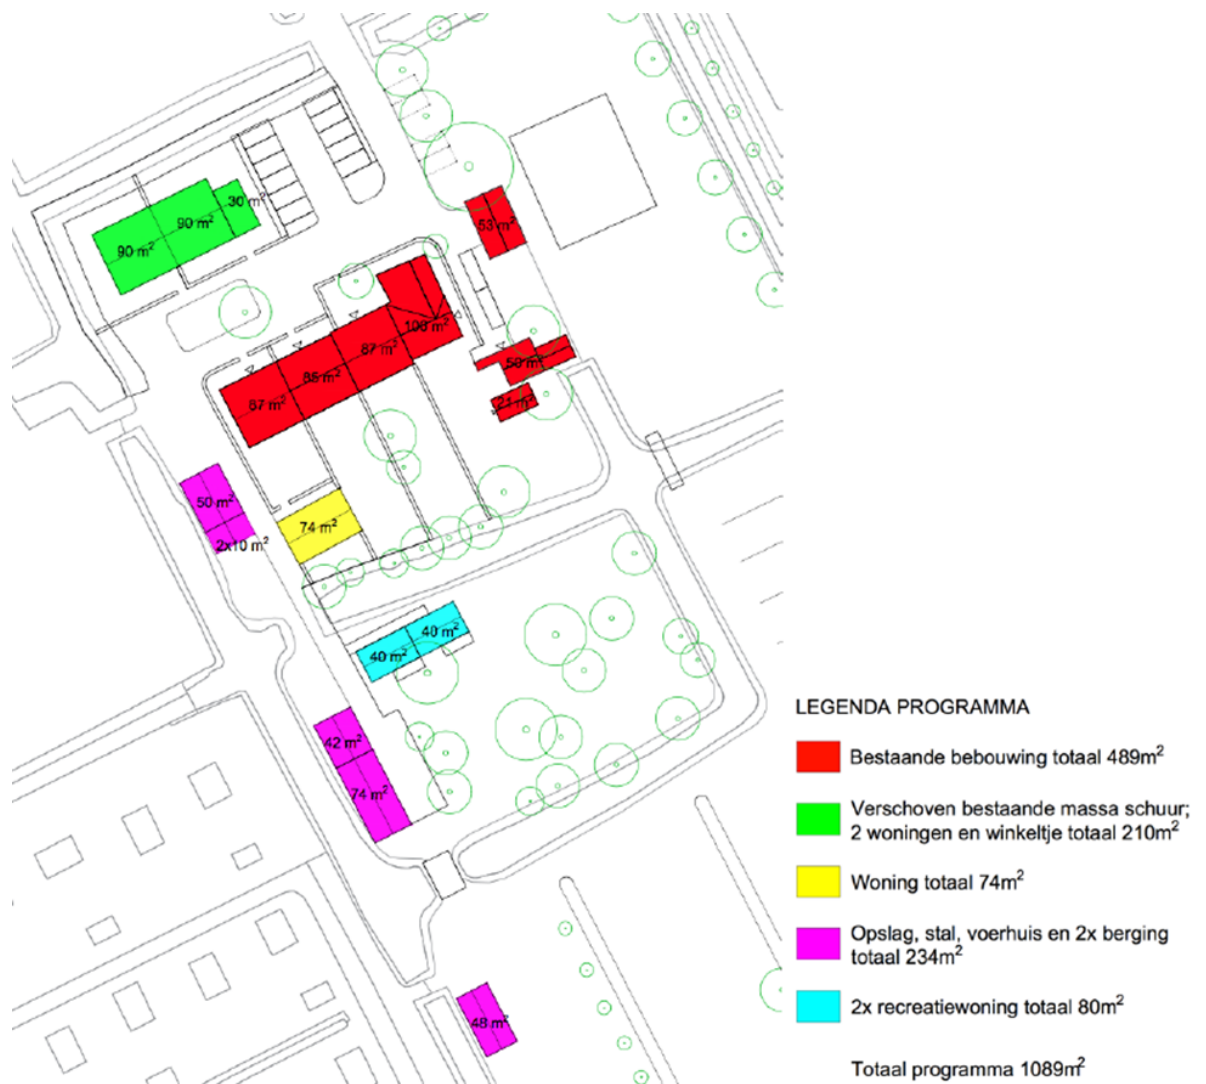 30 m²
90 m²
90 m²
53 m²
106 m²
87 m²
85 m²
87 m²
50 m²
21 m²
50 m²
2x10 m²
74 m²
40 m²
40 m²
42 m²
74 m²
48 m²
LEGENDA PROGRAMMA
Bestaande bebouwing totaal 489m²
Verschoven bestaande massa schuur;
2 woningen en winkeltje totaal 210m²
Woning totaal 74m²
Opslag, stal, voerhuis en 2x berging
totaal 234m²
2x recreatiewoning totaal 80m²
Totaal programma 1089m²